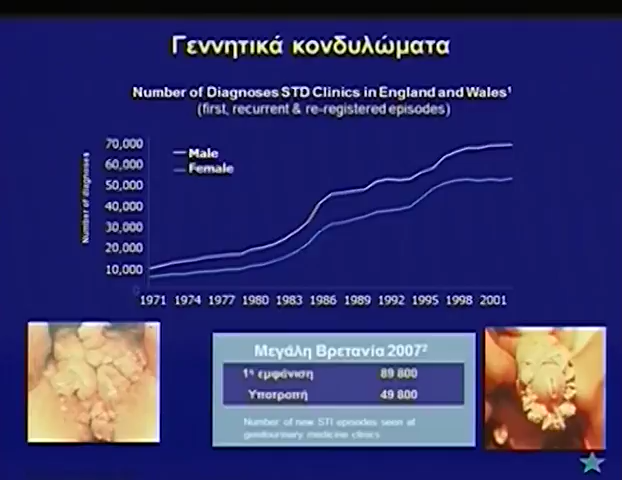 Γεννητικά κονδυλώματα
Number of Diagnoses STD Clinics in England and Wales¹
(first, recurrent & re-registered episodes)
Number of diagnoses
70,000
60,000
50,000
40,000
30,000
20,000
10,000
0
Male
Female
1971 1974 1977 1980 1983 1986 1989 1992 1995 1998 2001
Μεγάλη Βρετανία 2007²
1η εμφάνιση 89 800
Υποτροπή 49 800
Number of new STI episodes seen at
genitourinary medicine clinics